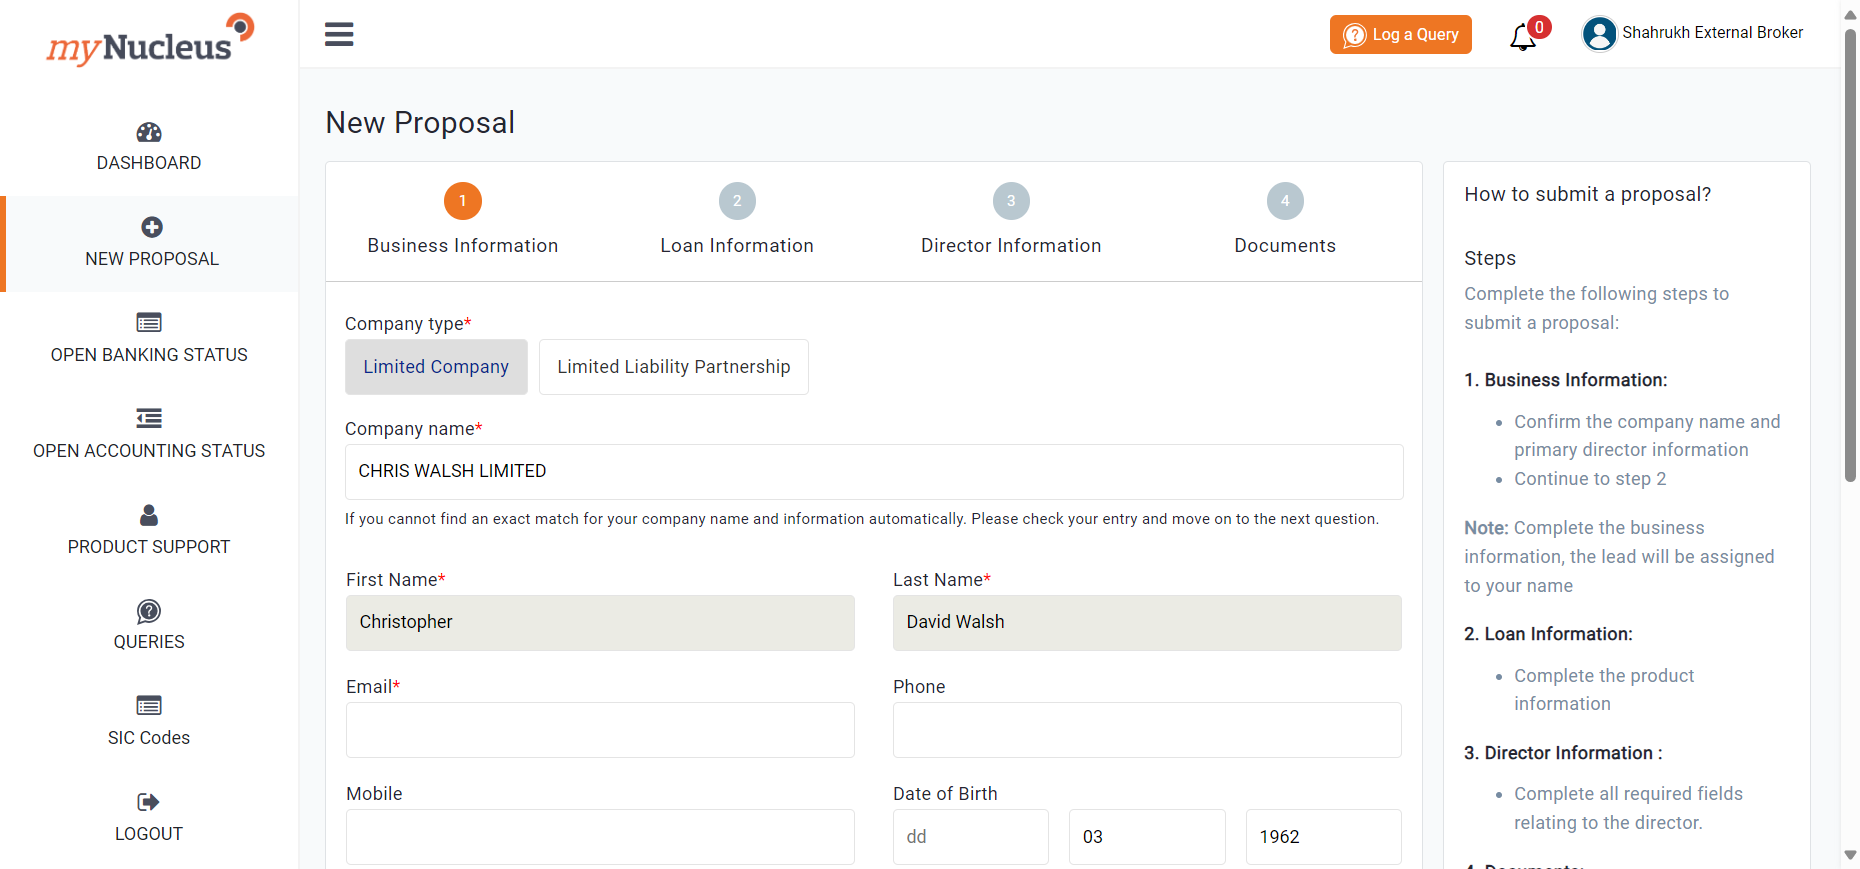 myNucleus
Log a Query
0
Shahrukh External Broker
DASHBOARD
NEW PROPOSAL
OPEN BANKING STATUS
OPEN ACCOUNTING STATUS
PRODUCT SUPPORT
QUERIES
SIC Codes
LOGOUT
New Proposal
1
2
3
4
Business Information
Loan Information
Director Information
Documents
Company type*
Limited Company
Limited Liability Partnership
Company name*
CHRIS WALSH LIMITED
If you cannot find an exact match for your company name and information automatically. Please check your entry and move on to the next question.
First Name*
Last Name*
Christopher
David Walsh
Email*
Phone
Mobile
Date of Birth
dd
03
1962
How to submit a proposal?
Steps
Complete the following steps to
submit a proposal:
1. Business Information:
• Confirm the company name and
primary director information
• Continue to step 2
Note: Complete the business
information, the lead will be assigned
to your name
2. Loan Information:
• Complete the product
information
3. Director Information :
• Complete all required fields
relating to the director.
4. Documents: